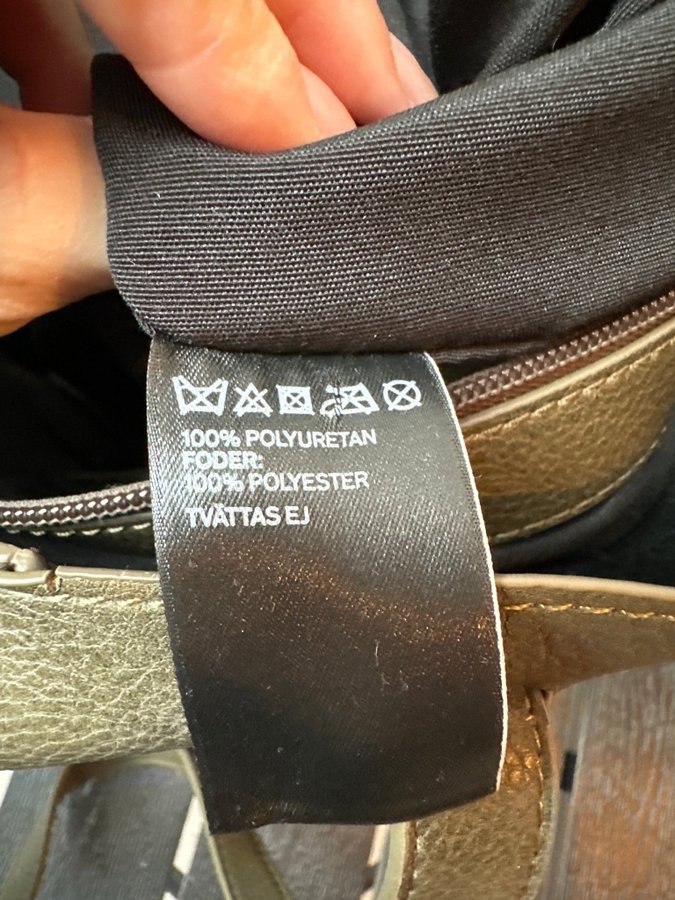 100% POLYURETAN
FODER:
100% POLYESTER
TVÄTTAS EJ